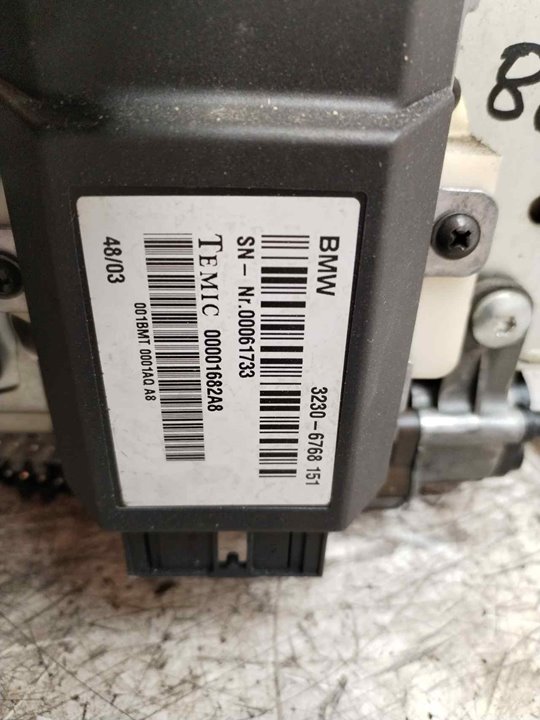 BMW 3230-6768 151
SN- Nr.00061733
TEMIC 00001682A8
001BMT 0001AQ A8
48/03